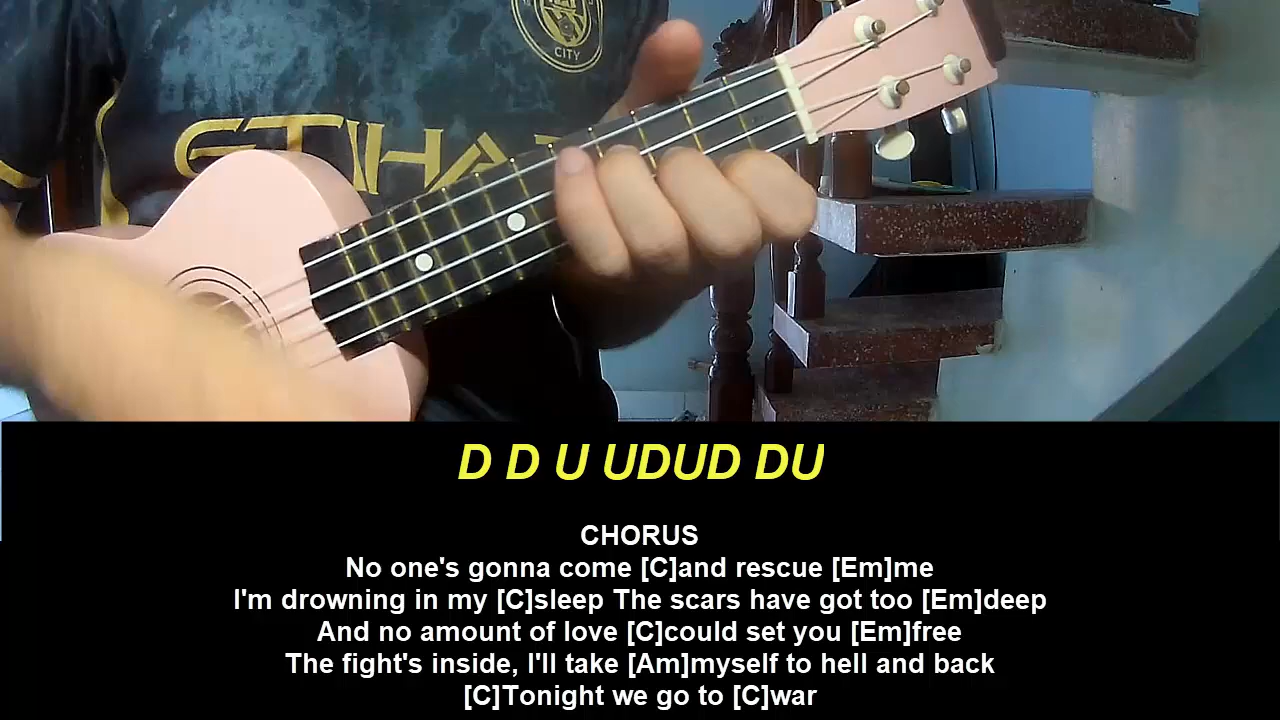 CITY
ETIHA
D D U UDUD DU
CHORUS
No one's gonna come [C]and rescue [Em]me
I'm drowning in my [C]sleep The scars have got too [Em]deep
And no amount of love [C]could set you [Em]free
The fight's inside, I'll take [Am]myself to hell and back
[C]Tonight we go to [C]war